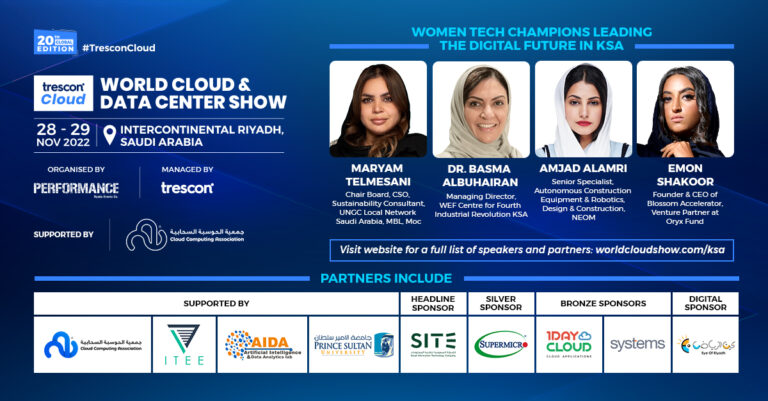 20TH GLOBAL EDITION
#TresconCloud
trescon Cloud
WORLD CLOUD &
DATA CENTER SHOW
28 - 29
NOV 2022
INTERCONTINENTAL RIYADH,
SAUDI ARABIA
ORGANISED BY
PERFORMANCE
MANAGED BY
trescon
SUPPORTED BY
جمعية الحوسبة السحابية
Cloud Computing Association
WOMEN TECH CHAMPIONS LEADING
THE DIGITAL FUTURE IN KSA
MARYAM
TELMESANI
Chair Board, CSO,
Sustainability Consultant,
UNGC Local Network
Saudi Arabia, MBL, Moc
DR. BASMA
ALBUHAIRAN
Managing Director,
WEF Centre for Fourth
Industrial Revolution KSA
AMJAD ALAMRI
Senior Specialist,
Autonomous Construction
Equipment & Robotics,
Design & Construction,
NEOM
EMON
SHAKOOR
Founder & CEO of
Blossom Accelerator,
Venture Partner at
Oryx Fund
Visit website for a full list of speakers and partners: worldcloudshow.com/ksa
PARTNERS INCLUDE
SUPPORTED BY
HEADLINE
SPONSOR
SILVER
SPONSOR
BRONZE SPONSORS
DIGITAL
SPONSOR
جمعية الحوسبة السحابية
Cloud Computing Association
ITEE
AIDA
Artificial Intelligence
& Data Analytics lab
جامعة الأمير سلطان
PRINCE SULTAN
UNIVERSITY
SITE
SUPERMICRO
1DAY
CLOUD
CLOUD APPLICATIONS
systems
عين الرياض
Eye Of Riyadh